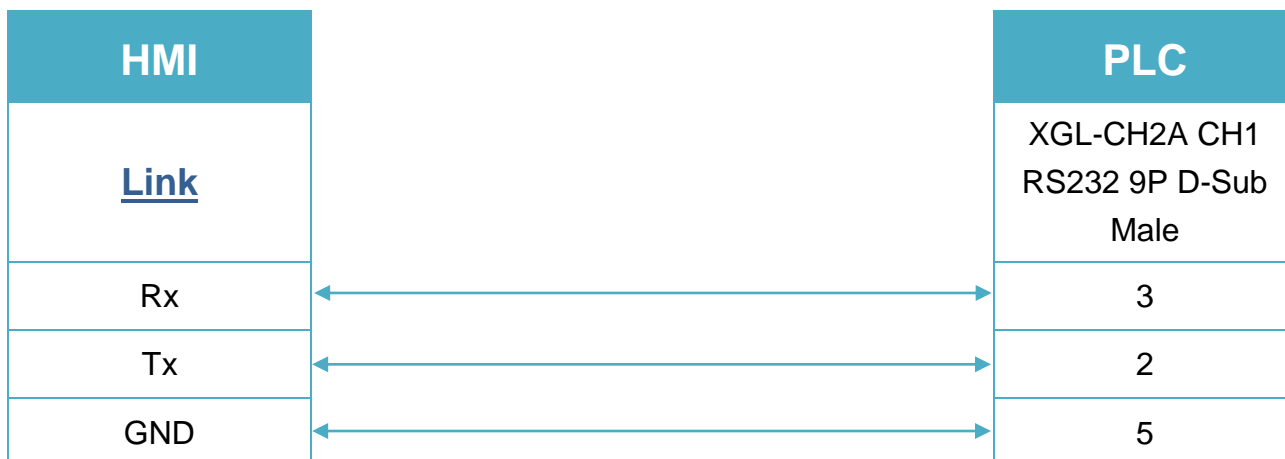 HMI
PLC
Link
XGL-CH2A CH1
RS232 9P D-Sub
Male
Rx
3
Tx
2
GND
5